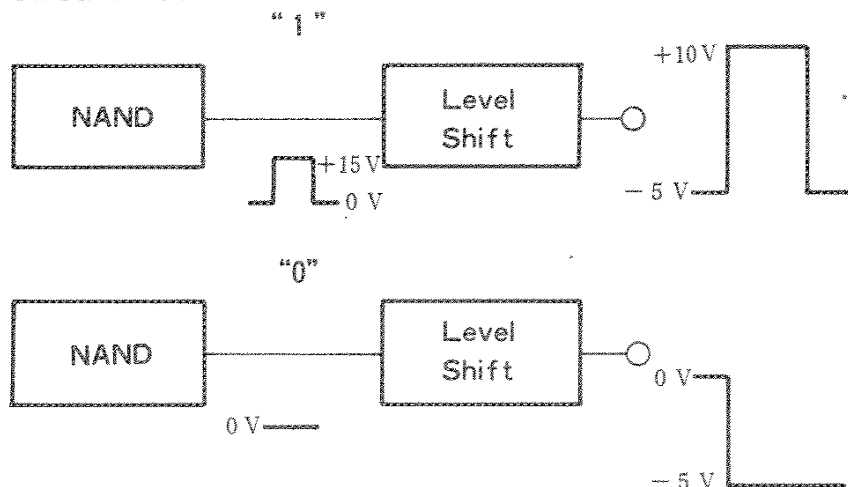 “1”
+10 V
NAND
Level
Shift
+15 V
0 V
− 5 V
“0”
NAND
Level
Shift
0 V
0 V
− 5 V